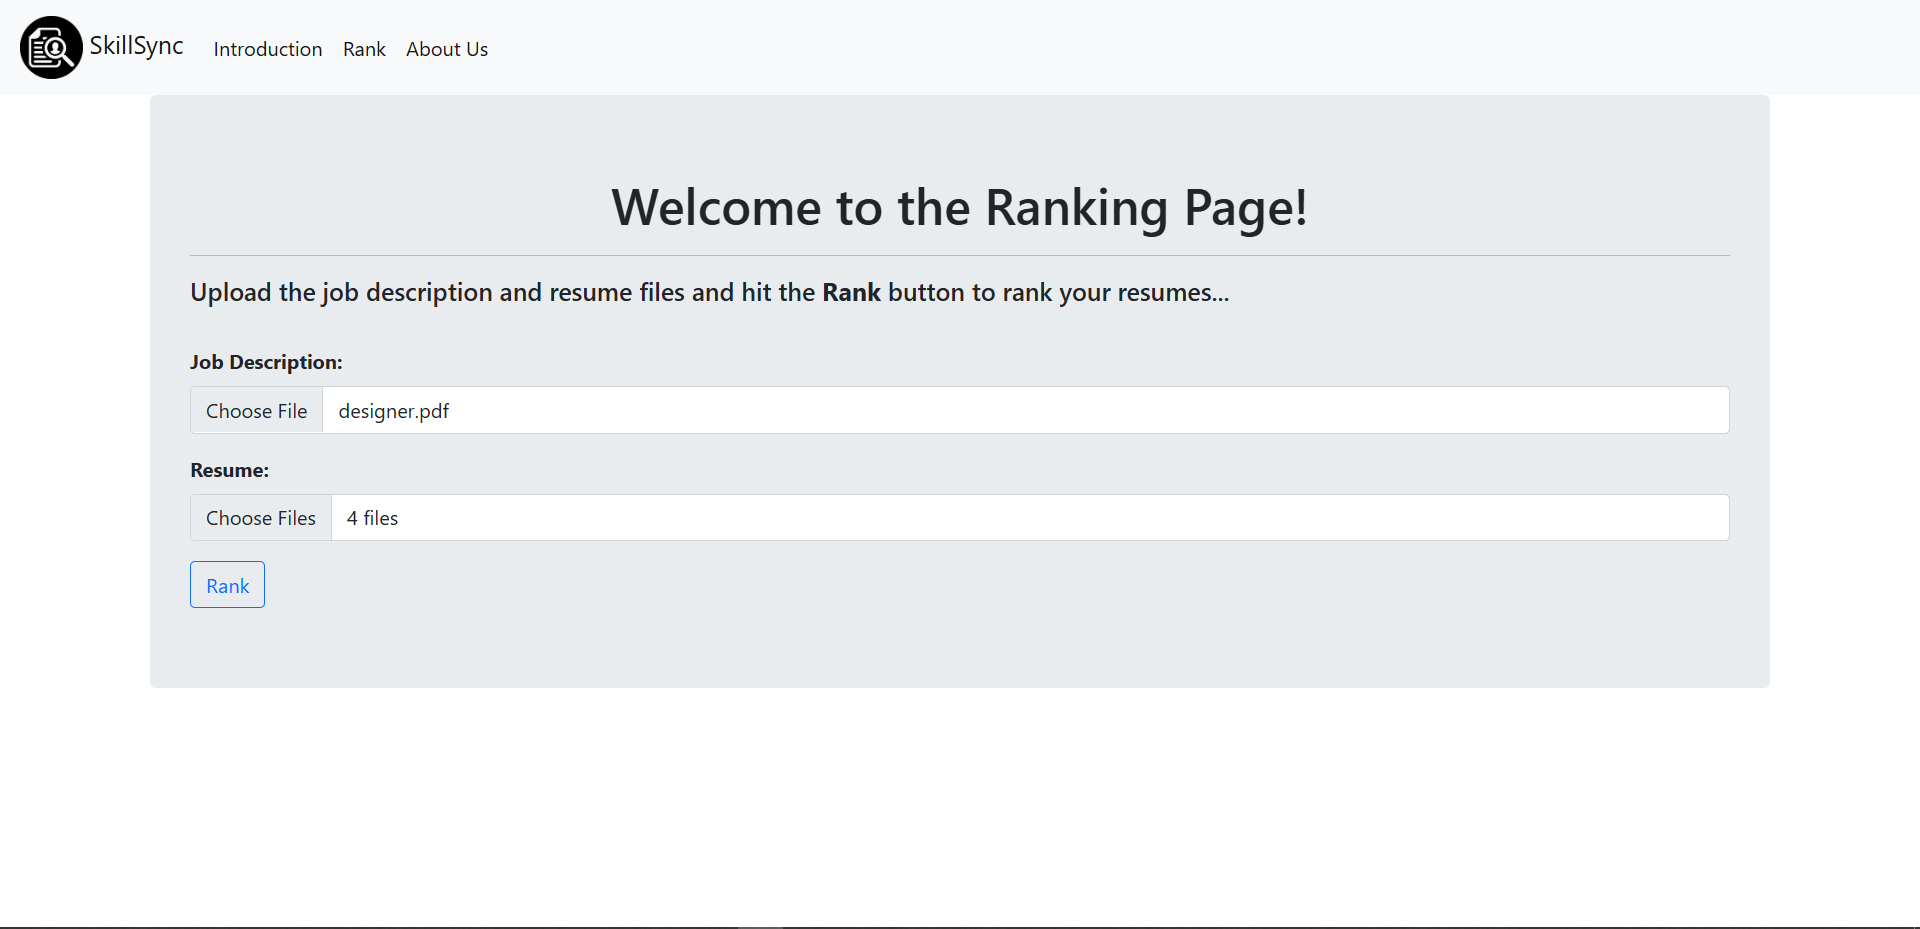 SkillSync Introduction Rank About Us
Welcome to the Ranking Page!
Upload the job description and resume files and hit the Rank button to rank your resumes...
Job Description:
Choose File designer.pdf
Resume:
Choose Files 4 files
Rank